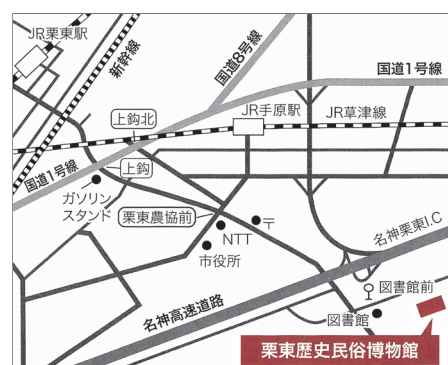 JR栗東駅
新幹線
国道8号線
国道1号線
上鈎北
JR手原駅
JR草津線
国道1号線
上鈎
ガソリン
スタンド
栗東農協前
〒
NTT
市役所
名神栗東I.C
図書館前
名神高速道路
図書館
栗東歴史民俗博物館